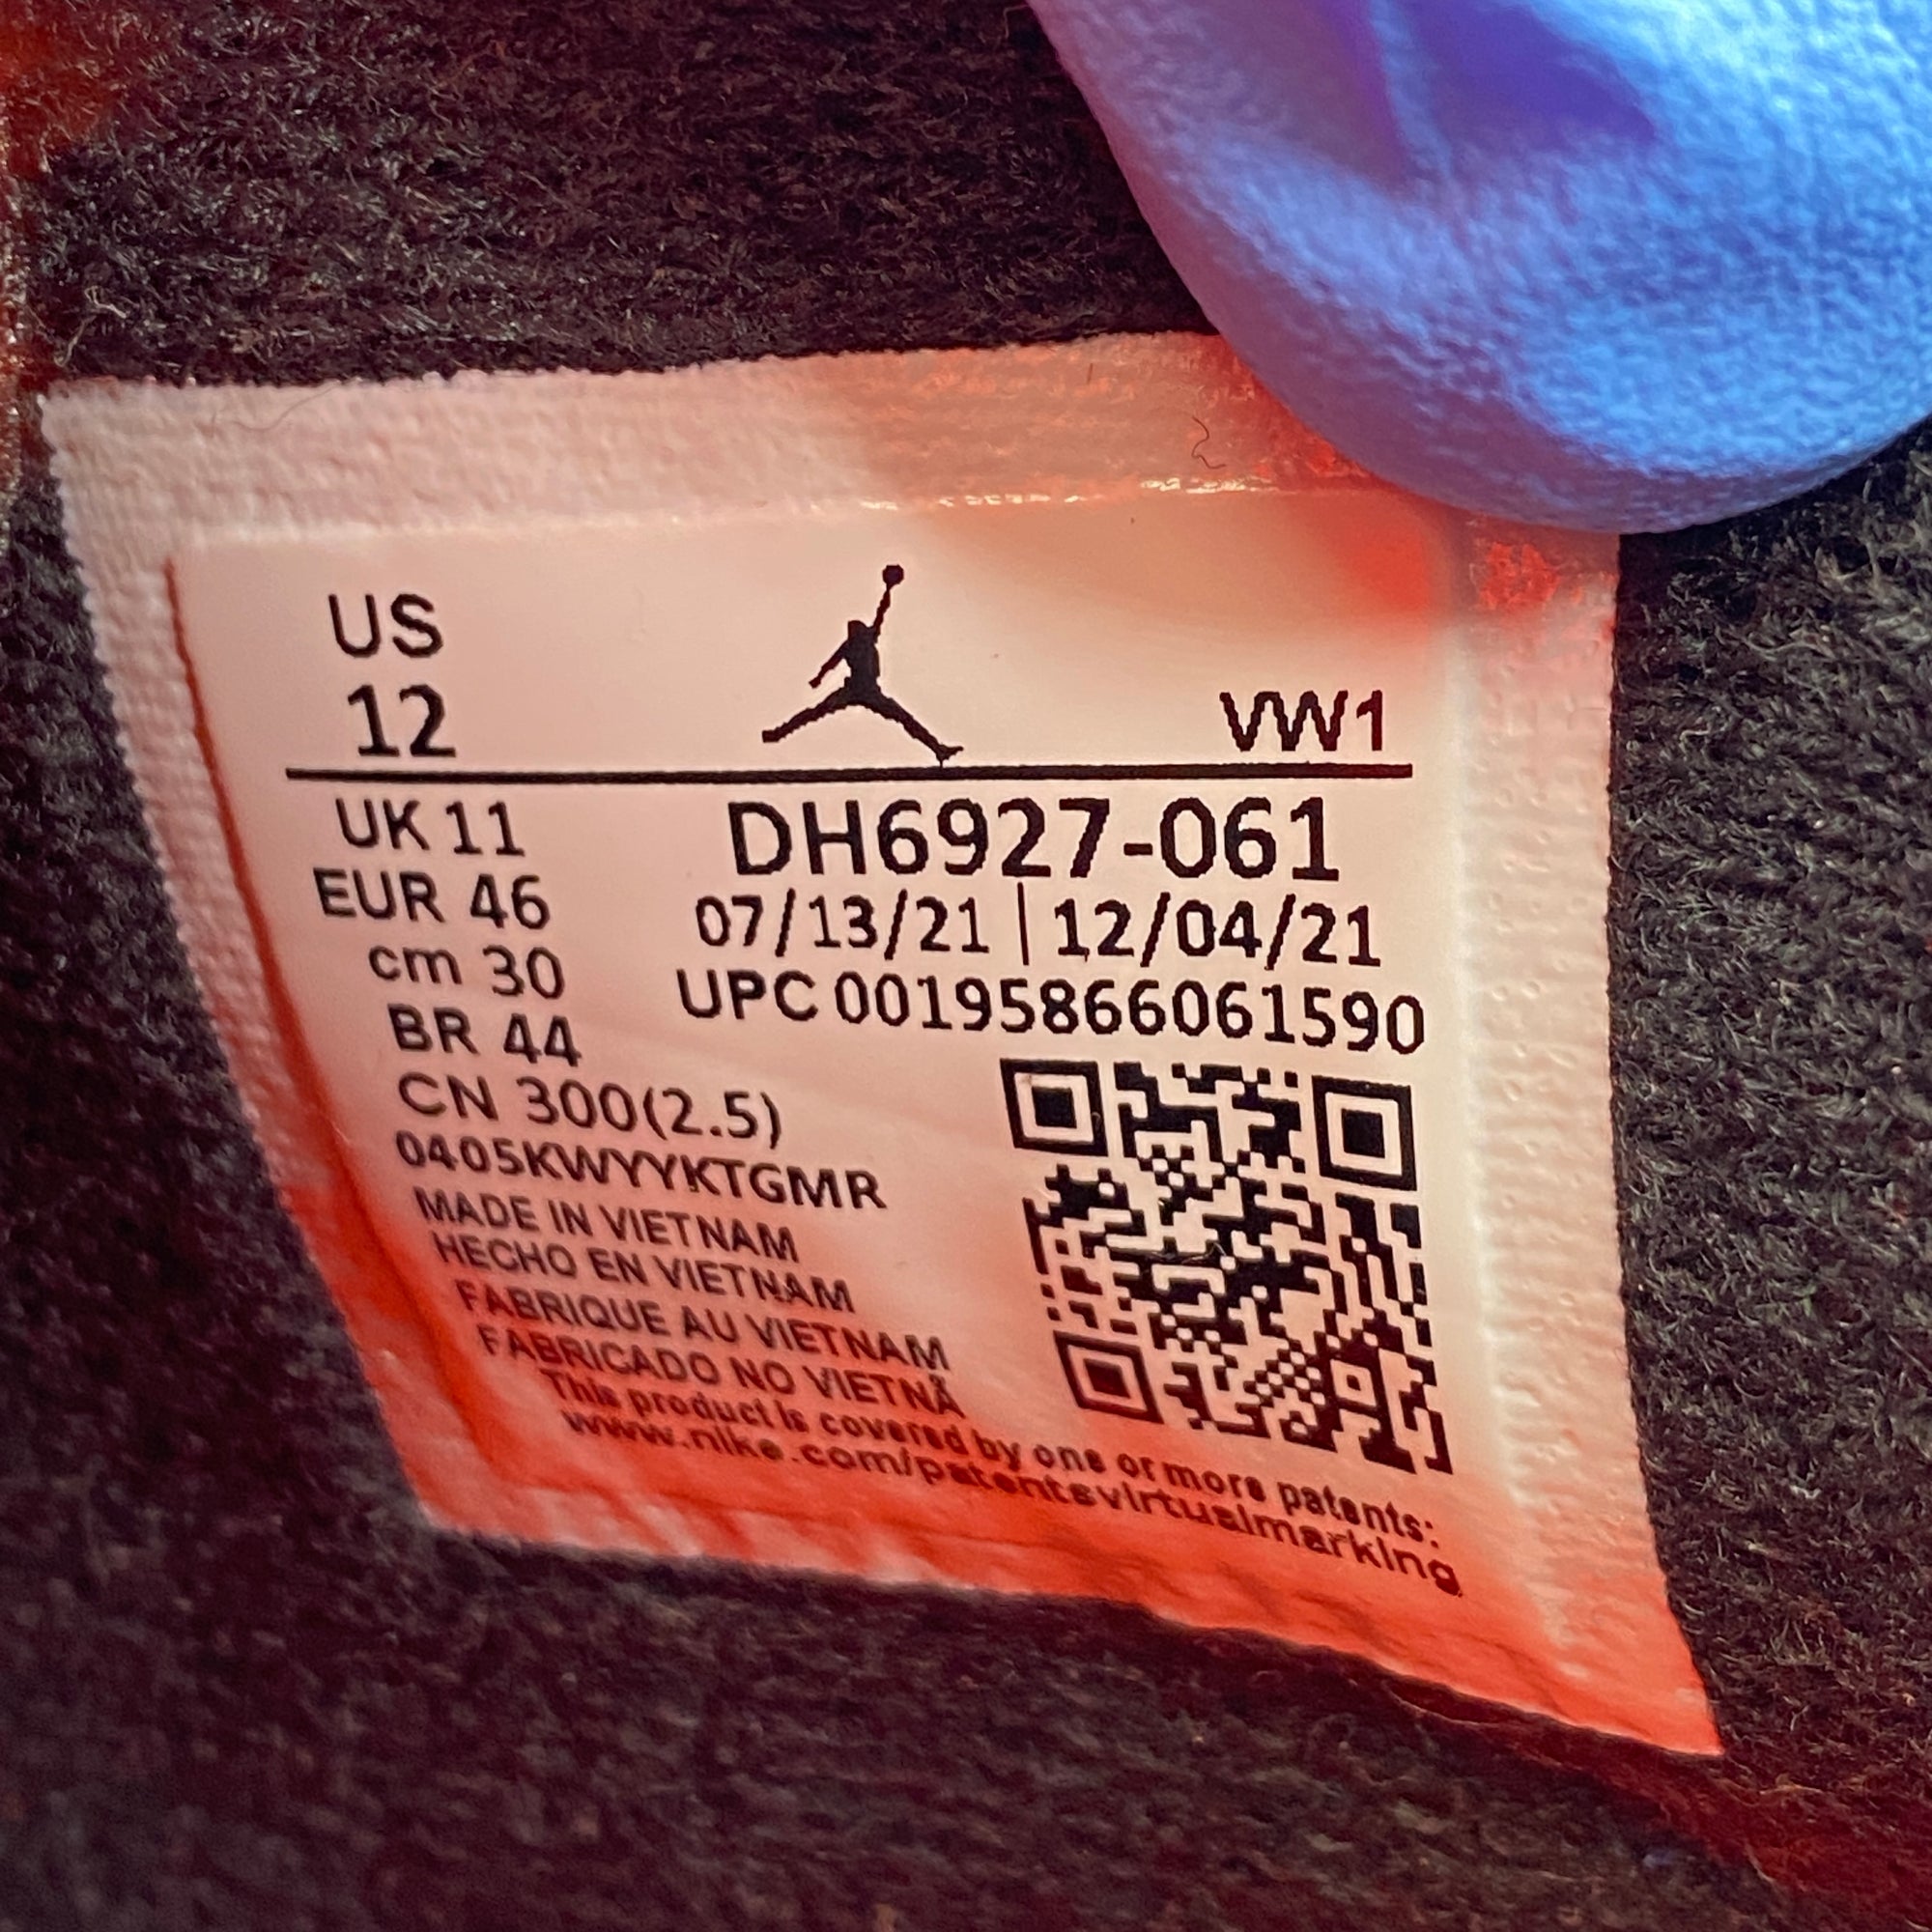 US
12
VW1
UK 11
EUR 46
cm 30
BR 44
CN 300(2.5)
DH6927-061
07/13/21 | 12/04/21
UPC 00195866061590
0405KWYYKTGMR
MADE IN VIETNAM
HECHO EN VIETNAM
FABRIQUE AU VIETNAM
FABRICADO NO VIETNÃ
This product is covered by one or more patents:
www.nike.com/patentsvirtualmarking